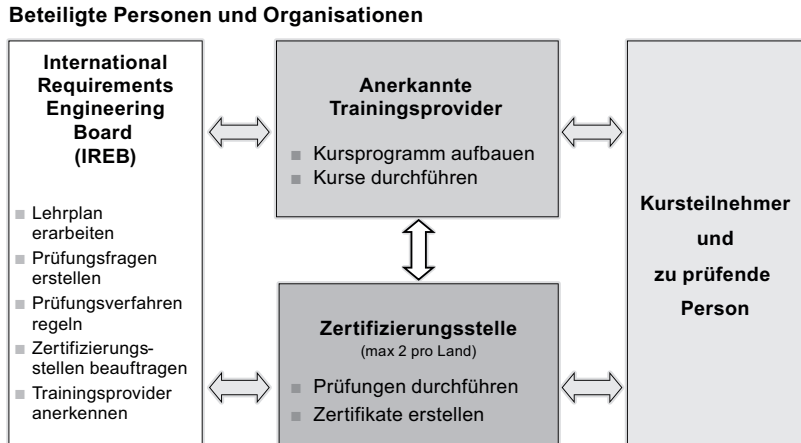 Beteiligte Personen und Organisationen
International
Requirements
Engineering
Board
(IREB)
Lehrplan
erarbeiten
Prüfungsfragen
erstellen
Prüfungsverfahren
regeln
Zertifizierungs-
stellen beauftragen
Trainingsprovider
anerkennen
Anerkannte
Trainingsprovider
Kursprogramm aufbauen
Kurse durchführen
Zertifizierungsstelle
(max 2 pro Land)
Prüfungen durchführen
Zertifikate erstellen
Kursteilnehmer
und
zu prüfende
Person